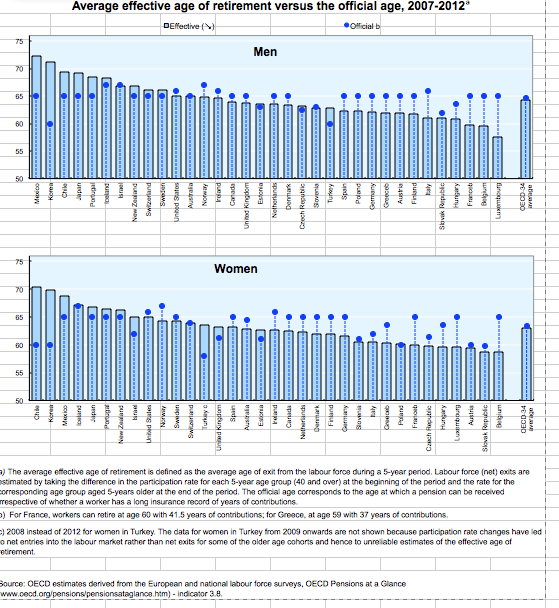 Average effective age of retirement versus the official age, 2007-2012ª
Effective (↘)
Official b
Men
75
70
65
60
55
50
Mexico
Korea
Chile
Japan
Portugal
Iceland
Israel
New Zealand
Switzerland
Sweden
United States
Australia
Norway
Ireland
Canada
United Kingdom
Estonia
Netherlands
Denmark
Czech Republic
Slovenia
Turkey
Spain
Poland
Germany
Greeceb
Austria
Finland
Italy
Slovak Republic
Hungary
Franceb
Belgium
Luxembourg
OECD-34
average
Women
75
70
65
60
55
50
Chile
Korea
Mexico
Iceland
Japan
Portugal
New Zealand
Israel
United States
Norway
Sweden
Switzerland
Turkey c
United Kingdom
Spain
Australia
Estonia
Ireland
Canada
Netherlands
Denmark
Finland
Germany
Slovenia
Italy
Greeceb
Poland
Franceb
Czech Republic
Hungary
Luxembourg
Austria
Slovak Republic
Belgium
OECD-34
average
a) The average effective age of retirement is defined as the average age of exit from the labour force during a 5-year period. Labour force (net) exits are
estimated by taking the difference in the participation rate for each 5-year age group (40 and over) at the beginning of the period and the rate for the
corresponding age group aged 5-years older at the end of the period. The official age corresponds to the age at which a pension can be received
irrespective of whether a worker has a long insurance record of years of contributions.
b) For France, workers can retire at age 60 with 41.5 years of contributions; for Greece, at age 59 with 37 years of contributions.
c) 2008 instead of 2012 for women in Turkey. The data for women in Turkey from 2009 onwards are not shown because participation rate changes have led
to net entries into the labour market rather than net exits for some of the older age cohorts and hence to unreliable estimates of the effective age of
retirement.
Source: OECD estimates derived from the European and national labour force surveys, OECD Pensions at a Glance
(www.oecd.org/pensions/pensionsataglance.htm) - indicator 3.8.